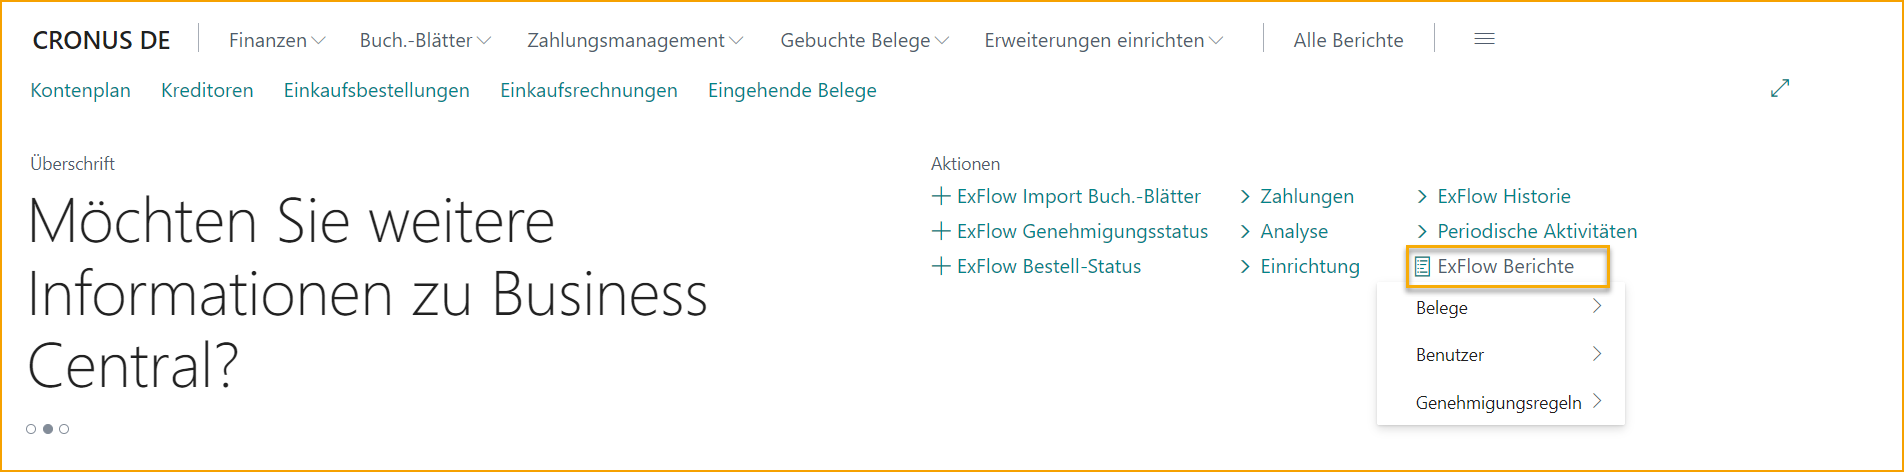 CRONUS DE Finanzen Buch.-Blätter Zahlungsmanagement Gebuchte Belege Erweiterungen einrichten Alle Berichte
Kontenplan Kreditoren Einkaufsbestellungen Einkaufsrechnungen Eingehende Belege
Überschrift
Möchten Sie weitere
Informationen zu Business
Central?
Aktionen
ExFlow Import Buch.-Blätter Zahlungen ExFlow Historie
ExFlow Genehmigungsstatus Analyse Periodische Aktivitäten
ExFlow Bestell-Status Einrichtung ExFlow Berichte
Belege
Benutzer
Genehmigungsregeln